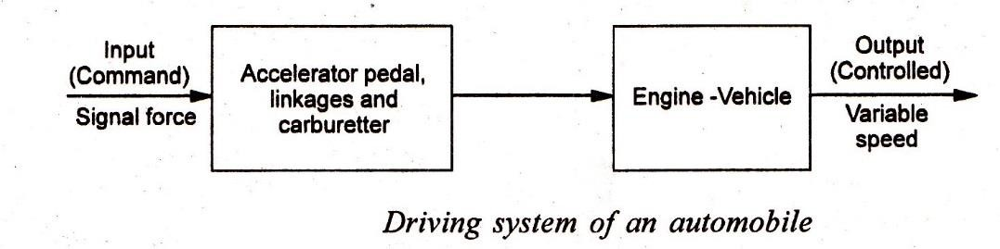 Input
(Command)
Signal force
Accelerator pedal,
linkages and
carburetter
Engine -Vehicle
Output
(Controlled)
Variable
speed
Driving system of an automobile